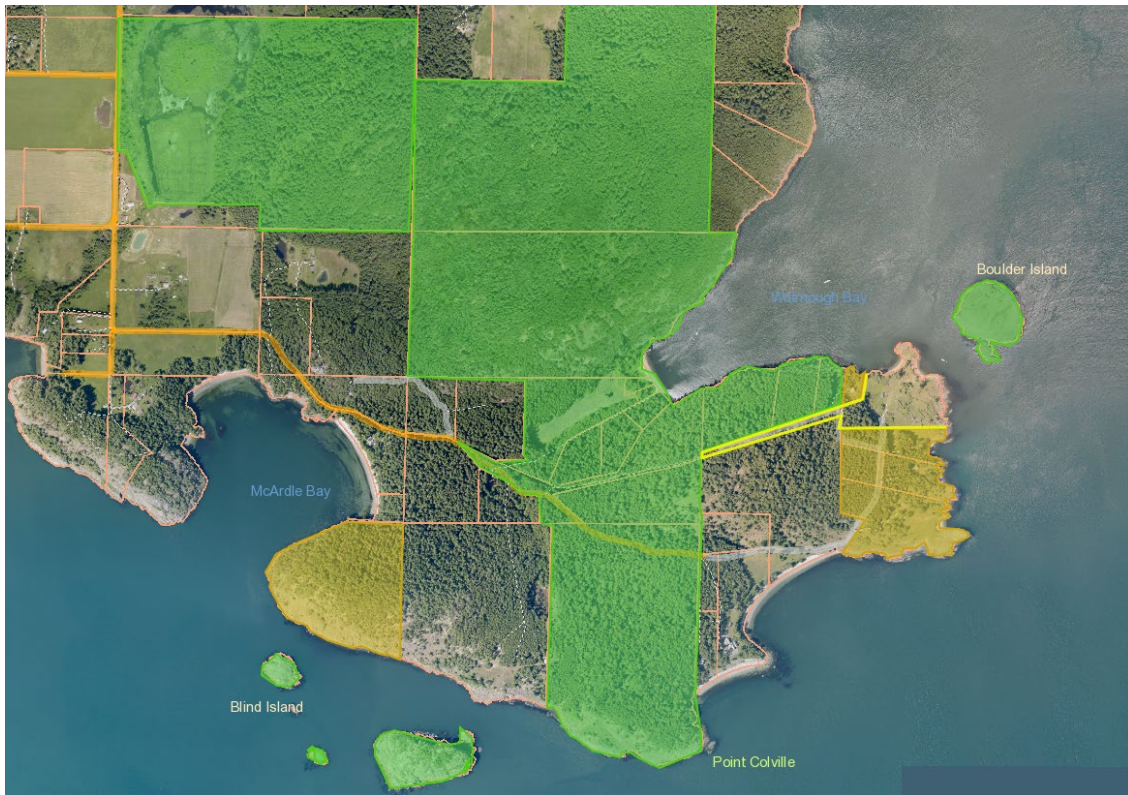 Boulder Island
Watmough Bay
McArdle Bay
Blind Island
Point Colville